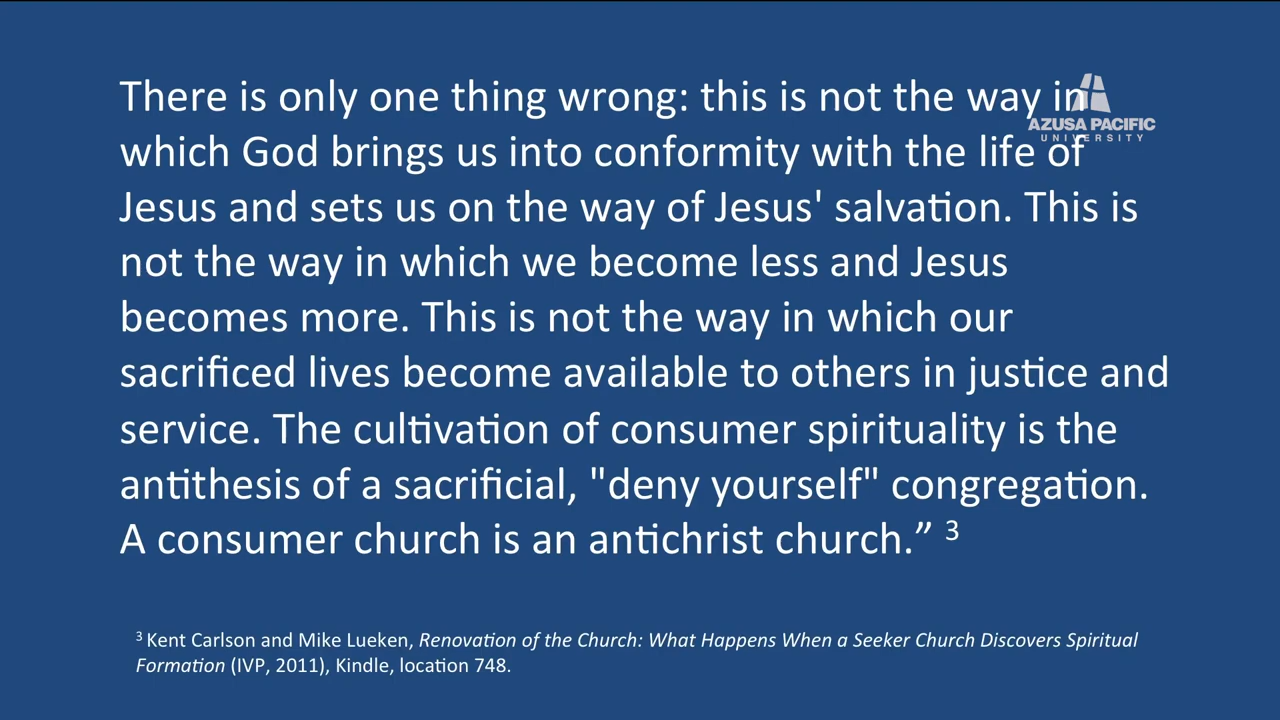 There is only one thing wrong: this is not the way in
AZUSA PACIFIC
UNIVERSITY
which God brings us into conformity with the life of
Jesus and sets us on the way of Jesus' salvation. This is
not the way in which we become less and Jesus
becomes more. This is not the way in which our
sacrificed lives become available to others in justice and
service. The cultivation of consumer spirituality is the
antithesis of a sacrificial, "deny yourself" congregation.
A consumer church is an antichrist church.” 3
3 Kent Carlson and Mike Lueken, Renovation of the Church: What Happens When a Seeker Church Discovers Spiritual
Formation (IVP, 2011), Kindle, location 748.